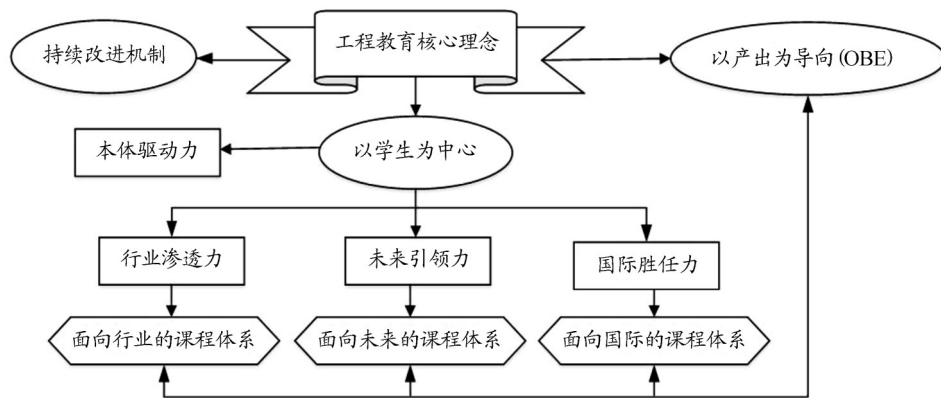 工程教育核心理念
持续改进机制
以产出为导向(OBE)
本体驱动力
以学生为中心
行业渗透力
未来引领力
国际胜任力
面向行业的课程体系
面向未来的课程体系
面向国际的课程体系